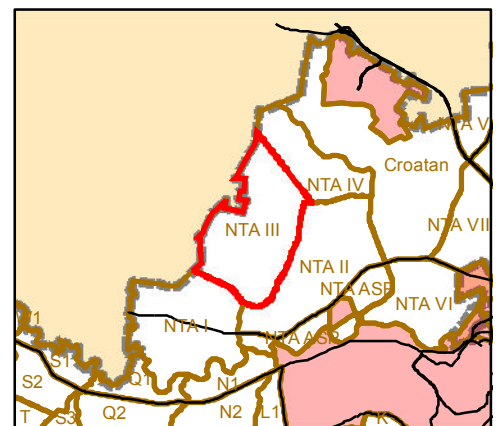 NTA V
Croatan
NTA IV
NTA VII
NTA III
NTA II
NTA ASP
NTA VI
NTA I
NTA ASP
S1
S2
Q1
N1
T
S3
Q2
N2
L1
K